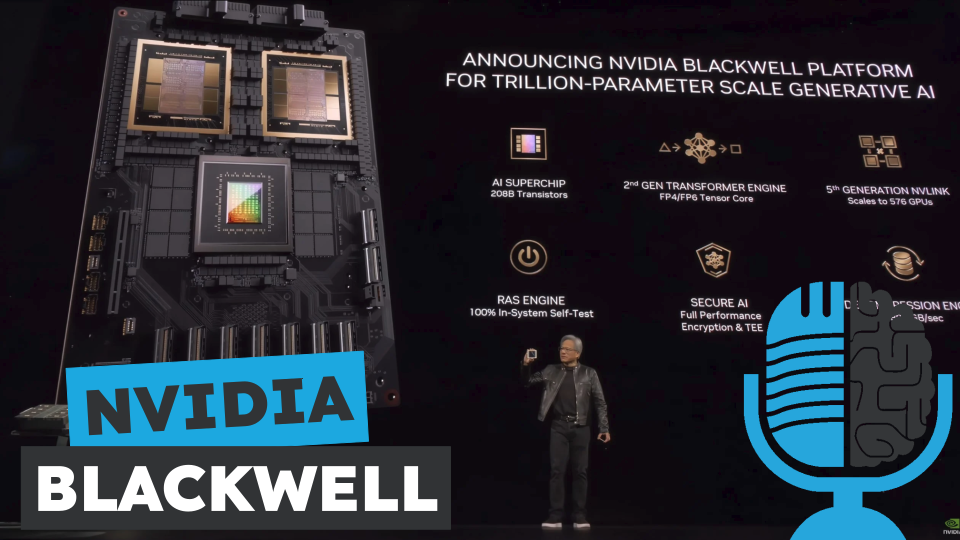 ANNOUNCING NVIDIA BLACKWELL PLATFORM
FOR TRILLION-PARAMETER SCALE GENERATIVE AI
AI SUPERCHIP
208B Transistors
2nd GEN TRANSFORMER ENGINE
FP4/FP6 Tensor Core
5th GENERATION NVLINK
Scales to 576 GPUs
RAS ENGINE
100% In-System Self-Test
SECURE AI
Full Performance
Encryption & TEE
NVIDIA
BLACKWELL